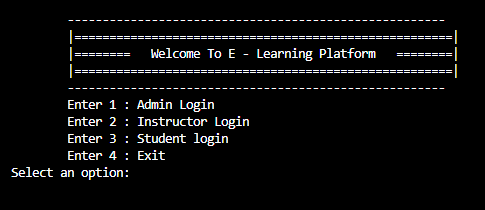 ------------------------------------------------------
|======================================================|
|========   Welcome To E - Learning Platform   ========|
|======================================================|
------------------------------------------------------
Enter 1 : Admin Login
Enter 2 : Instructor Login
Enter 3 : Student login
Enter 4 : Exit
Select an option: